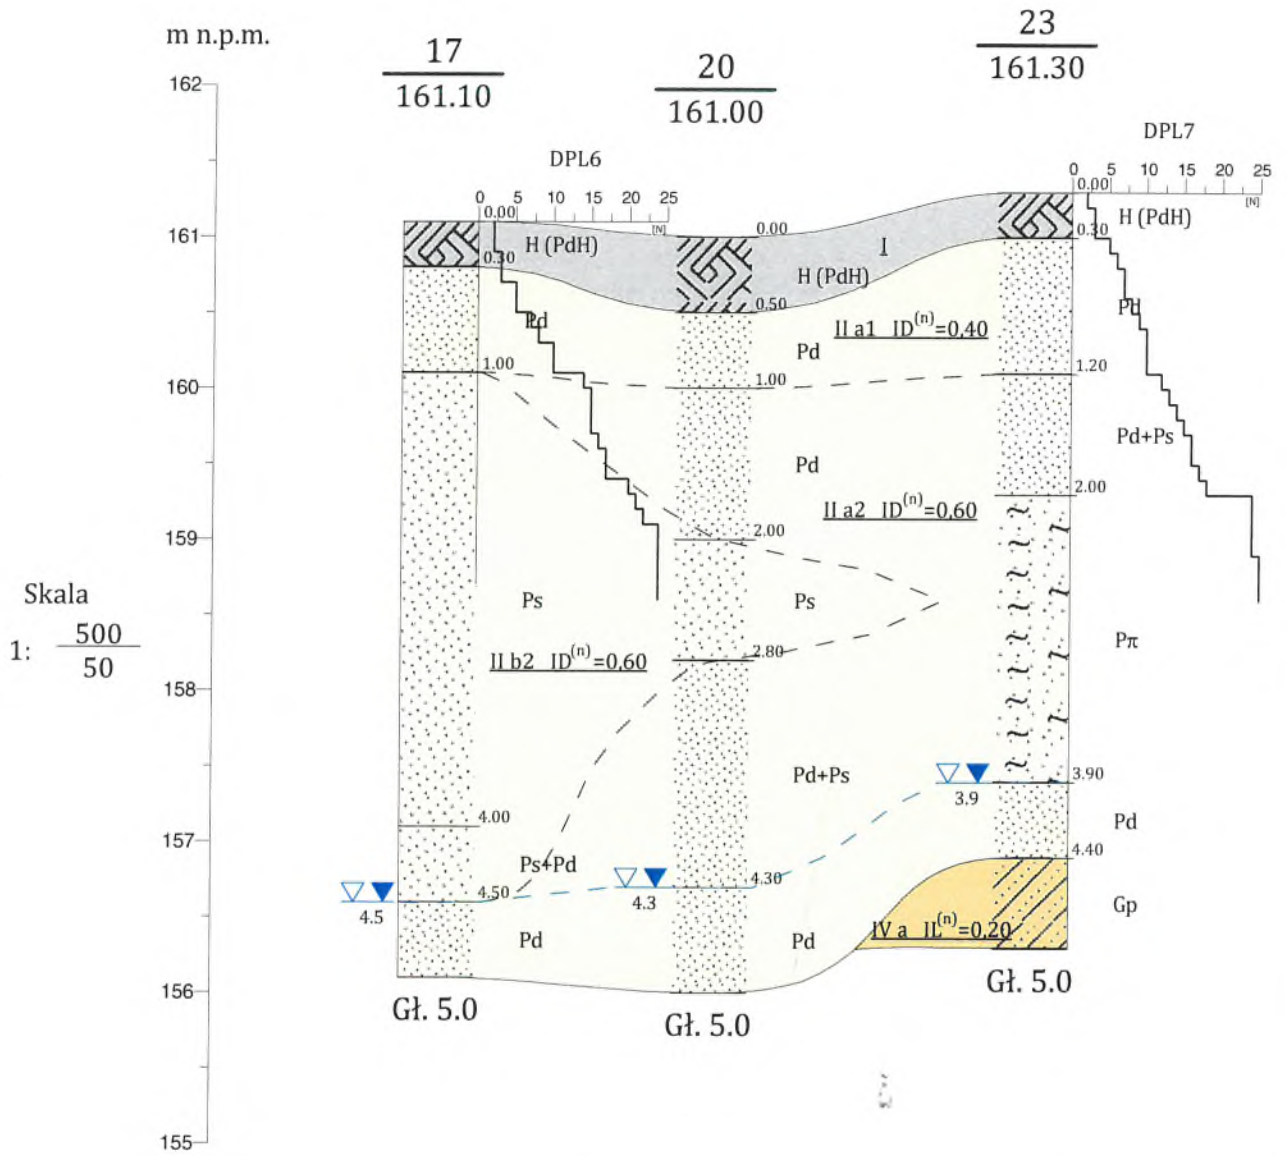 m n.p.m.
17
161.10
20
161.00
23
161.30
162
161
160
159
158
157
156
155
Skala
1: 500
50
DPL6
0 5 10 15 20 25
[N]
DPL7
0 5 10 15 20 25
[N]
0.00
0.30
1.00
4.00
4.50
H (PdH)
Pd
Ps
II b2 ID(n)=0,60
Ps+Pd
Pd
4.5
Gł. 5.0
0.00
0.50
1.00
2.00
2.80
4.30
I
H (PdH)
II a1 ID(n)=0,40
Pd
Pd
II a2 ID(n)=0,60
Ps
Pd+Ps
Pd
4.3
Gł. 5.0
0.00
0.30
1.20
2.00
3.90
4.40
H (PdH)
Pd
Pd+Ps
Pπ
Pd
Gp
3.9
IV a IL(n)=0,20
Gł. 5.0